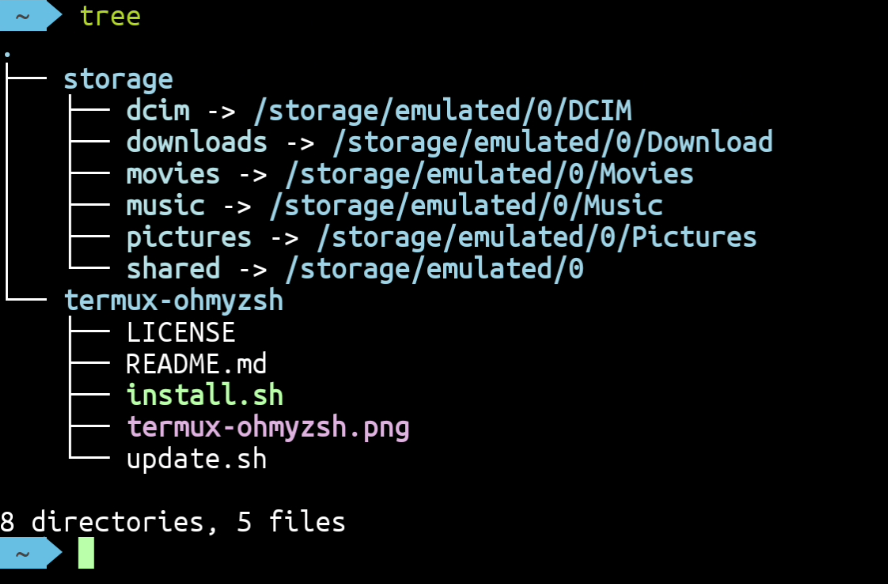 ~ tree
.
├── storage
│   ├── dcim -> /storage/emulated/0/DCIM
│   ├── downloads -> /storage/emulated/0/Download
│   ├── movies -> /storage/emulated/0/Movies
│   ├── music -> /storage/emulated/0/Music
│   ├── pictures -> /storage/emulated/0/Pictures
│   └── shared -> /storage/emulated/0
└── termux-ohmyzsh
    ├── LICENSE
    ├── README.md
    ├── install.sh
    ├── termux-ohmyzsh.png
    └── update.sh
8 directories, 5 files
~